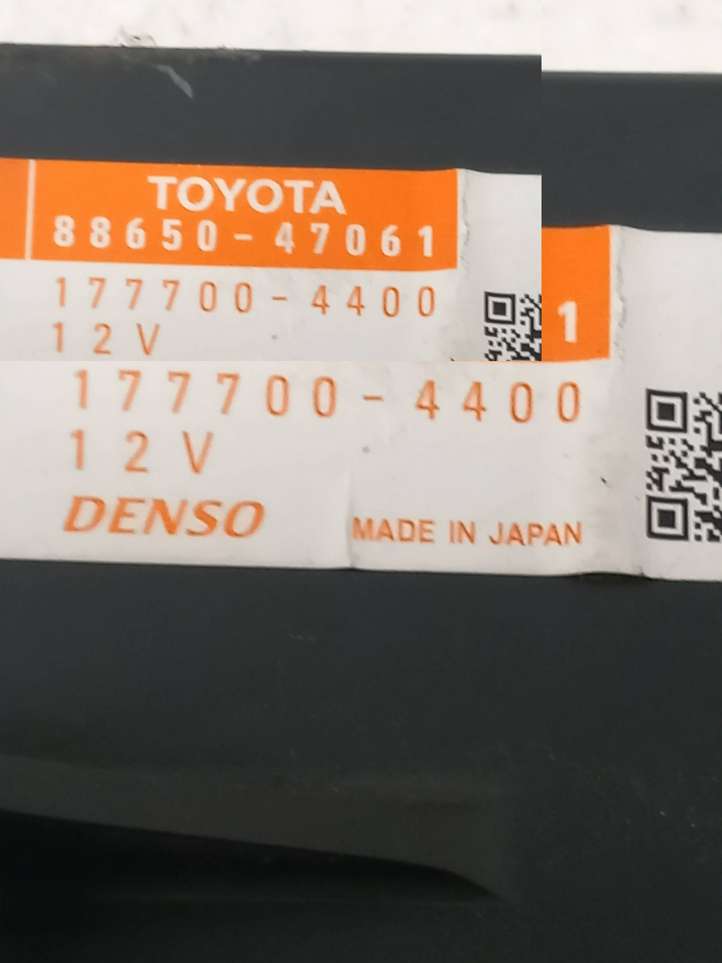 TOYOTA
88650-47061
177700-4400
12V
1
177700-4400
12V
DENSO
MADE IN JAPAN